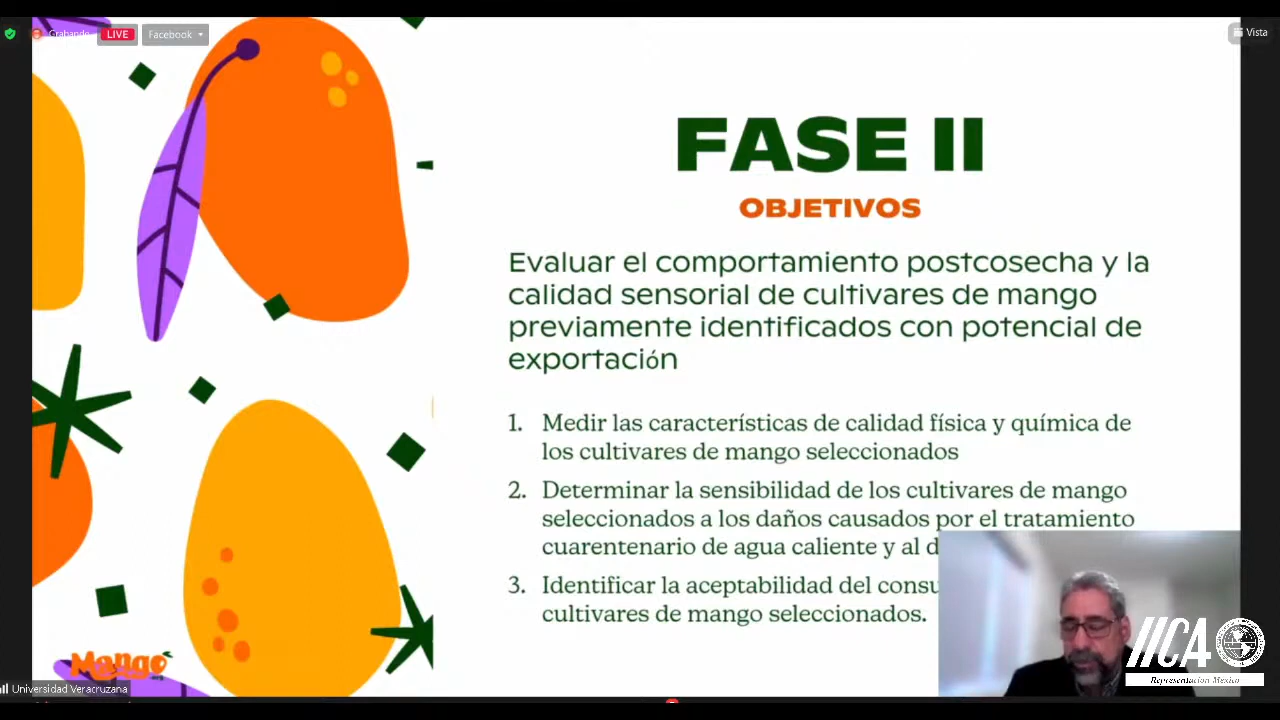 Grabando
LIVE
Facebook
Vista
FASE II
OBJETIVOS
Evaluar el comportamiento postcosecha y la
calidad sensorial de cultivares de mango
previamente identificados con potencial de
exportación
1. Medir las características de calidad física y química de
los cultivares de mango seleccionados
2. Determinar la sensibilidad de los cultivares de mango
seleccionados a los daños causados por el tratamiento
cuarentenario de agua caliente y al d
3. Identificar la aceptabilidad del consu
cultivares de mango seleccionados.
Mango
IICA
Representación México
Universidad Veracruzana